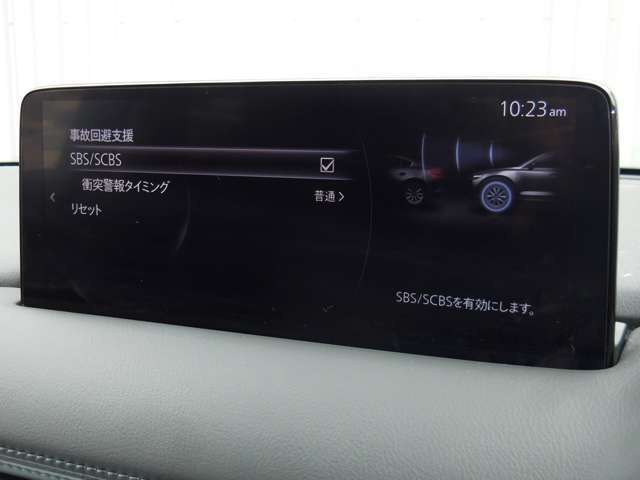 10:23am
事故回避支援
SBS/SCBS
衝突警報タイミング 普通
リセット
SBS/SCBSを有効にします。